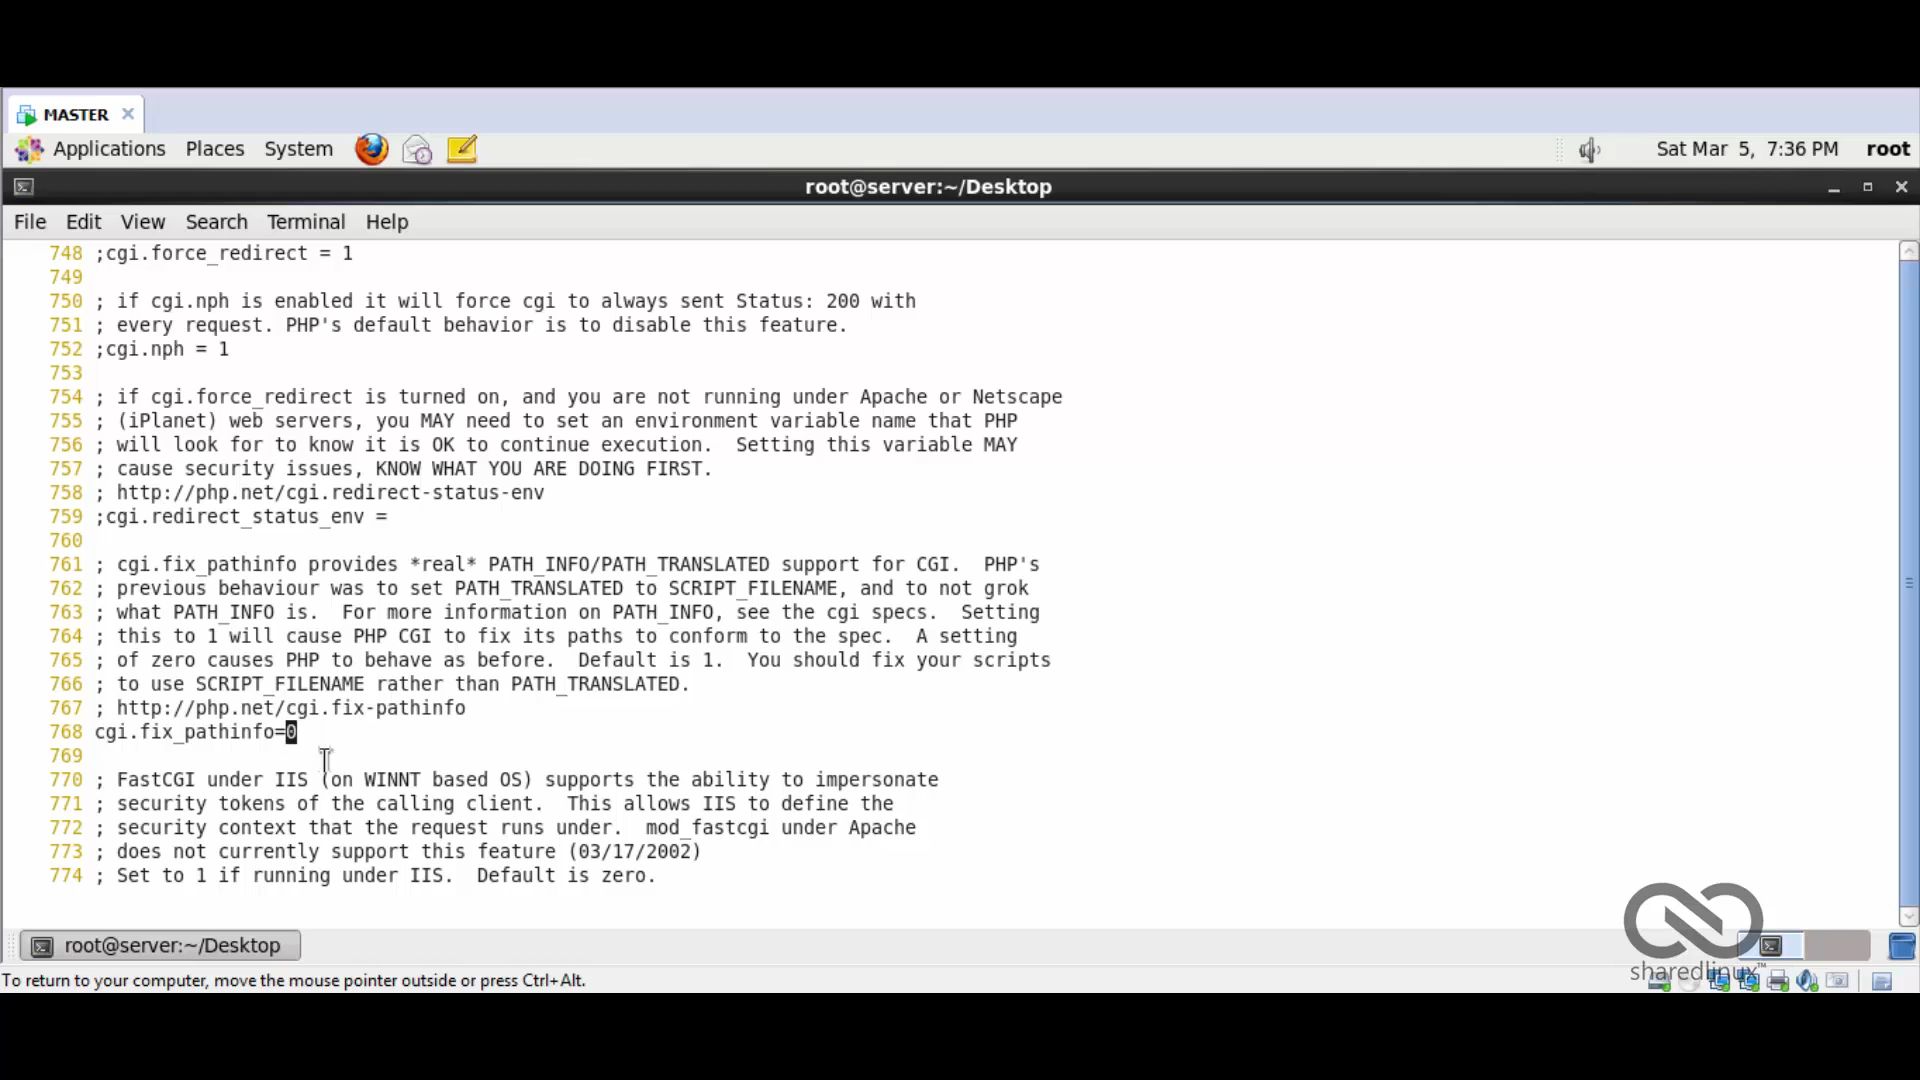 MASTER
Applications Places System Sat Mar 5, 7:36 PM root
root@server:~/Desktop
File Edit View Search Terminal Help
748 ;cgi.force_redirect = 1
749
750 ; if cgi.nph is enabled it will force cgi to always sent Status: 200 with
751 ; every request. PHP's default behavior is to disable this feature.
752 ;cgi.nph = 1
753
754 ; if cgi.force_redirect is turned on, and you are not running under Apache or Netscape
755 ; (iPlanet) web servers, you MAY need to set an environment variable name that PHP
756 ; will look for to know it is OK to continue execution.  Setting this variable MAY
757 ; cause security issues, KNOW WHAT YOU ARE DOING FIRST.
758 ; http://php.net/cgi.redirect-status-env
759 ;cgi.redirect_status_env =
760
761 ; cgi.fix_pathinfo provides *real* PATH_INFO/PATH_TRANSLATED support for CGI.  PHP's
762 ; previous behaviour was to set PATH_TRANSLATED to SCRIPT_FILENAME, and to not grok
763 ; what PATH_INFO is.  For more information on PATH_INFO, see the cgi specs.  Setting
764 ; this to 1 will cause PHP CGI to fix its paths to conform to the spec.  A setting
765 ; of zero causes PHP to behave as before.  Default is 1.  You should fix your scripts
766 ; to use SCRIPT_FILENAME rather than PATH_TRANSLATED.
767 ; http://php.net/cgi.fix-pathinfo
768 cgi.fix_pathinfo=0
769
770 ; FastCGI under IIS (on WINNT based OS) supports the ability to impersonate
771 ; security tokens of the calling client.  This allows IIS to define the
772 ; security context that the request runs under.  mod_fastcgi under Apache
773 ; does not currently support this feature (03/17/2002)
774 ; Set to 1 if running under IIS.  Default is zero.
root@server:~/Desktop
sharedlinux™
To return to your computer, move the mouse pointer outside or press Ctrl+Alt.